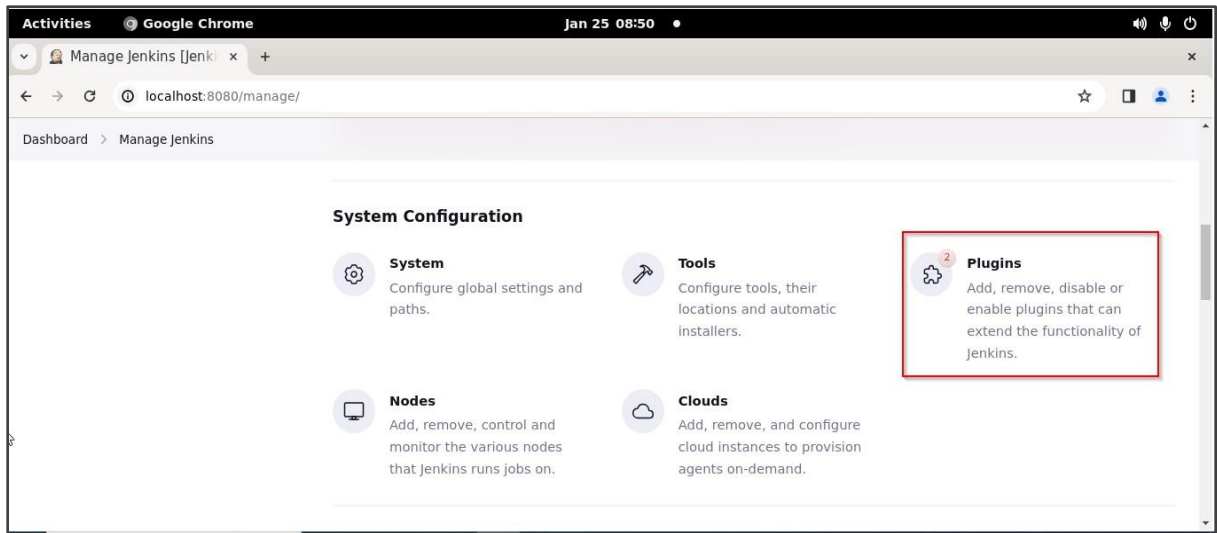 Activities Google Chrome Jan 25 08:50
Manage Jenkins [Jenki
localhost:8080/manage/
Dashboard > Manage Jenkins
System Configuration
System
Configure global settings and
paths.
Tools
Configure tools, their
locations and automatic
installers.
2
Plugins
Add, remove, disable or
enable plugins that can
extend the functionality of
Jenkins.
Nodes
Add, remove, control and
monitor the various nodes
that Jenkins runs jobs on.
Clouds
Add, remove, and configure
cloud instances to provision
agents on-demand.